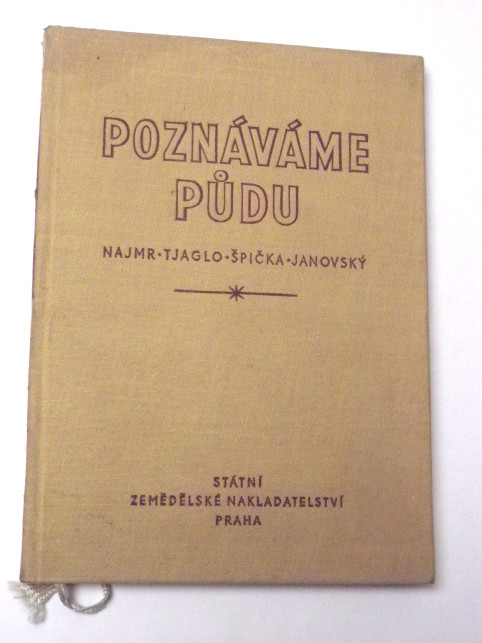 POZNÁVÁME
PŮDU
NAJMR·TJAGLO·ŠPIČKA·JANOVSKÝ
STÁTNÍ
ZEMĚDĚLSKÉ NAKLADATELSTVÍ
PRAHA